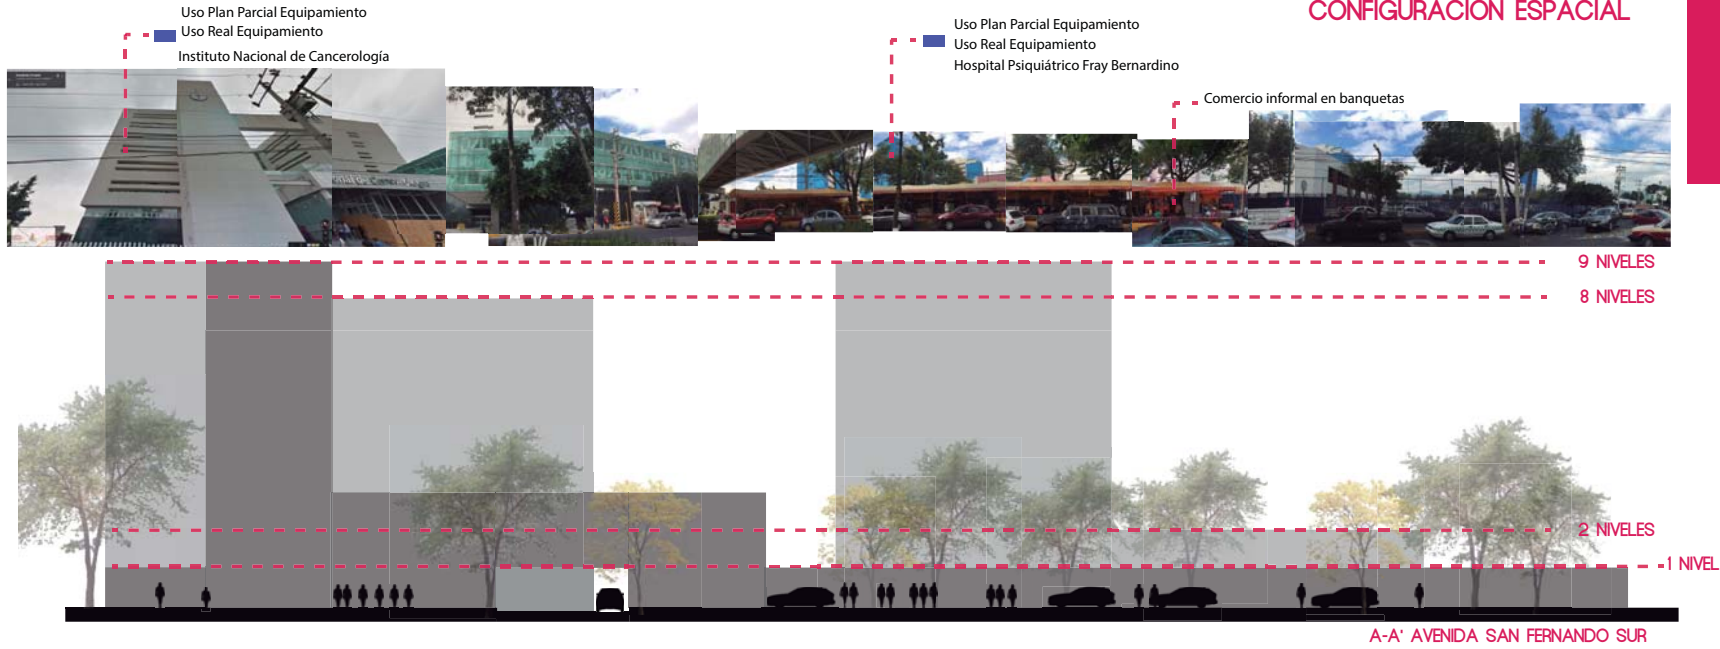 CONFIGURACIÓN ESPACIAL
Uso Plan Parcial Equipamiento
Uso Real Equipamiento
Instituto Nacional de Cancerología
Uso Plan Parcial Equipamiento
Uso Real Equipamiento
Hospital Psiquiátrico Fray Bernardino
Comercio informal en banquetas
9 NIVELES
8 NIVELES
2 NIVELES
1 NIVEL
A-A' AVENIDA SAN FERNANDO SUR